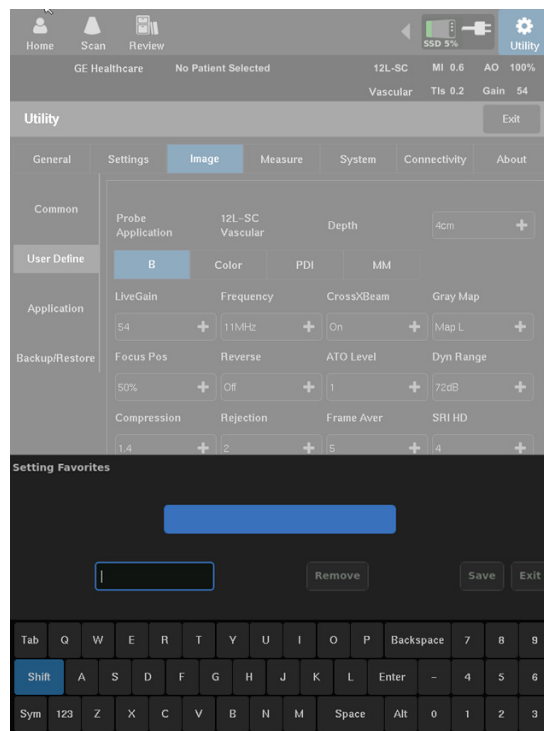 Home Scan Review SSD 5% Utility
GE Healthcare No Patient Selected 12L-SC MI 0.6 AO 100%
Vascular TIs 0.2 Gain 54
Utility Exit
General Settings Image Measure System Connectivity About
Common
User Define
Application
Backup/Restore
Probe 12L-SC Depth 4cm
Application Vascular
B Color PDI MM
LiveGain Frequency CrossXBeam Gray Map
54 11MHz On Map L
Focus Pos Reverse ATO Level Dyn Range
50% Off 1 72dB
Compression Rejection Frame Aver SRI HD
1.4 2 5 4
Setting Favorites
Remove Save Exit
Tab Q W E R T Y U I O P Backspace 7 8 9
Shift A S D F G H J K L Enter - 4 5 6
Sym 123 Z X C V B N M Space Alt 0 1 2 3